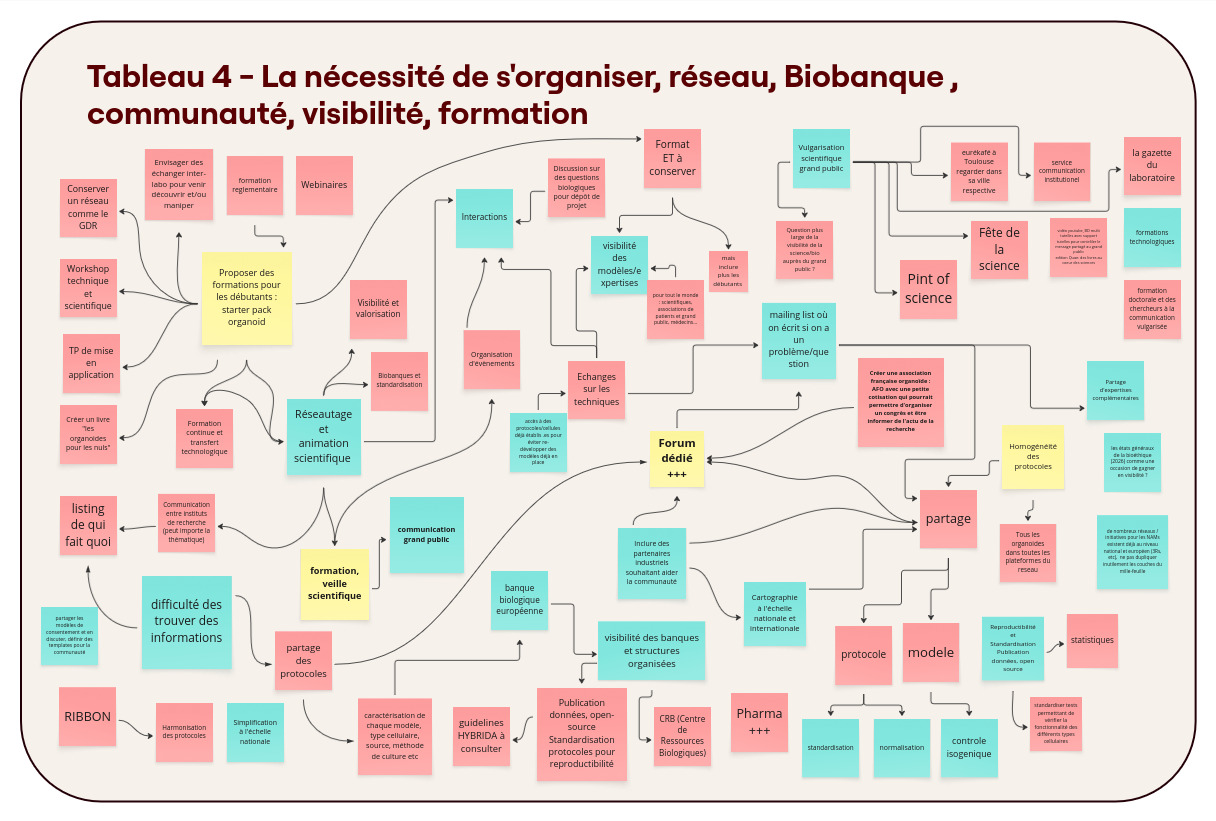 Tableau 4 - La nécessité de s'organiser, réseau, Biobanque ,
communauté, visibilité, formation
Conserver
un réseau
comme le
GDR
Envisager des
échanger inter-
labo pour venir
découvrir et/ou
maniper
formation
reglementaire
Webinaires
Workshop
technique
et
scientifique
Proposer des
formations pour
les débutants :
starter pack
organoid
TP de mise
en
application
Créer un livre
"les
organoides
pour les nuls"
Formation
continue et
transfert
technologique
Réseautage
et
animation
scientifique
Visibilité et
valorisation
Biobanques et
standardisation
Interactions
Discussion sur
des questions
biologiques
pour dépôt de
projet
Format
ET à
conserver
visibilité
des
modèles/e
xpertises
mais
inclure
plus les
débutants
pour tout le monde
: scientifiques,
associations de
patients et grand
public, médecins...
Organisation
d'évènements
Echanges
sur les
techniques
accès à des
protocoles/cellules
déjà établis .es pour
éviter re-
développer des
modèles déjà en
place
Vulgarisation
scientifique
grand public
Question plus
large de la
visibilité de la
science/bio
auprès du grand
public ?
eurékafé à
Toulouse
regarder dans
sa ville
respective
service
communication
institutionel
la gazette
du
laboratoire
Fête de
la
science
Pint of
science
formations
technologiques
formation
doctorale et des
chercheurs à la
communication
vulgarisée
mailing list où
on écrit si on a
un
problème/que
stion
Créer une association
française organoïde :
AFO avec une petite
cotisation qui pourrait
permettre d'organiser
un congrès et être
informer de l'actu de la
recherche
Partage
d'expertises
complémentaires
Forum
dédié
+++
Homogénéité
des
protocoles
les états généraux
de la bioéthique
(2026) comme une
occasion de gagner
en visibilité ?
partage
Tous les
organoides
dans toutes les
plateformes du
reseau
de nombreux réseaux /
initiatives pour les NAMs
existent déjà au niveau
national et européen (3Rs,
etc), ne pas dupliquer
inutilement les couches du
mille-feuille
listing
de qui
fait quoi
Communication
entre instituts
de recherche
(peut importe la
thématique)
communication
grand public
formation,
veille
scientifique
Inclure des
partenaires
industriels
souhaitant aider
la communauté
banque
biologique
européenne
Cartographie
à l'échelle
nationale et
internationale
difficulté des
trouver des
informations
partager les
modèles de
consentement et en
discuter, définir des
templates pour la
communauté
partage
des
protocoles
visibilité des banques
et structures
organisées
protocole
modele
Reproductibilité
et
Standardisation
Publication
données, open
source
statistiques
RIBBON
Harmonisation
des protocoles
Simplification
à l'échelle
nationale
caractérisation de
chaque modèle,
type cellulaire,
source, méthode
de culture etc
guidelines
HYBRIDA à
consulter
Publication
données, open-
source
Standardisation
protocoles pour
reproductibilité
CRB (Centre
de
Ressources
Biologiques)
Pharma
+++
standardisation
normalisation
controle
isogenique
standardiser tests
permentant de
vérifier la
fonctionnalité des
différents types
cellulaires